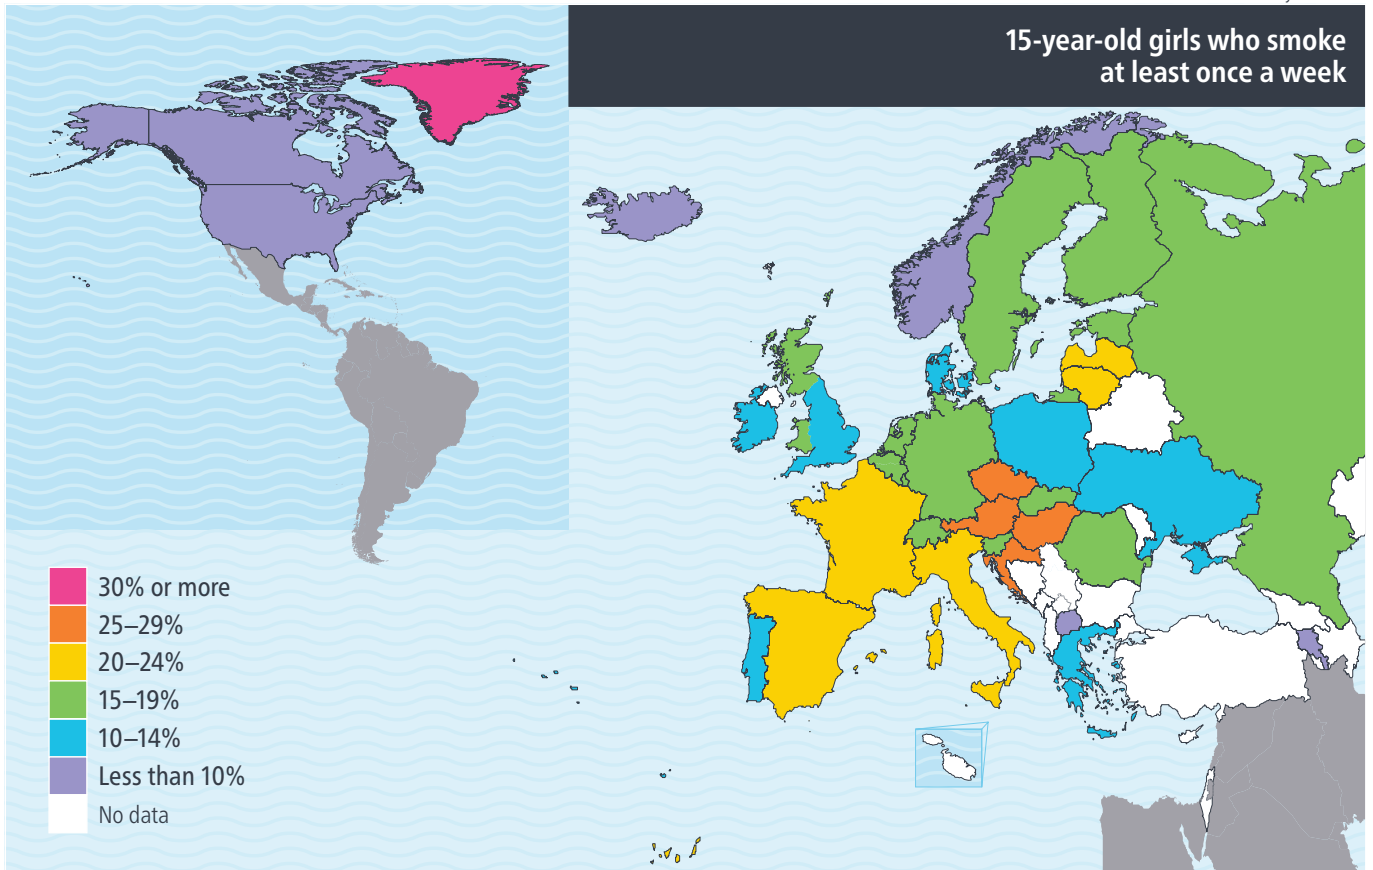 15-year-old girls who smoke
at least once a week
30% or more
25–29%
20–24%
15–19%
10–14%
Less than 10%
No data